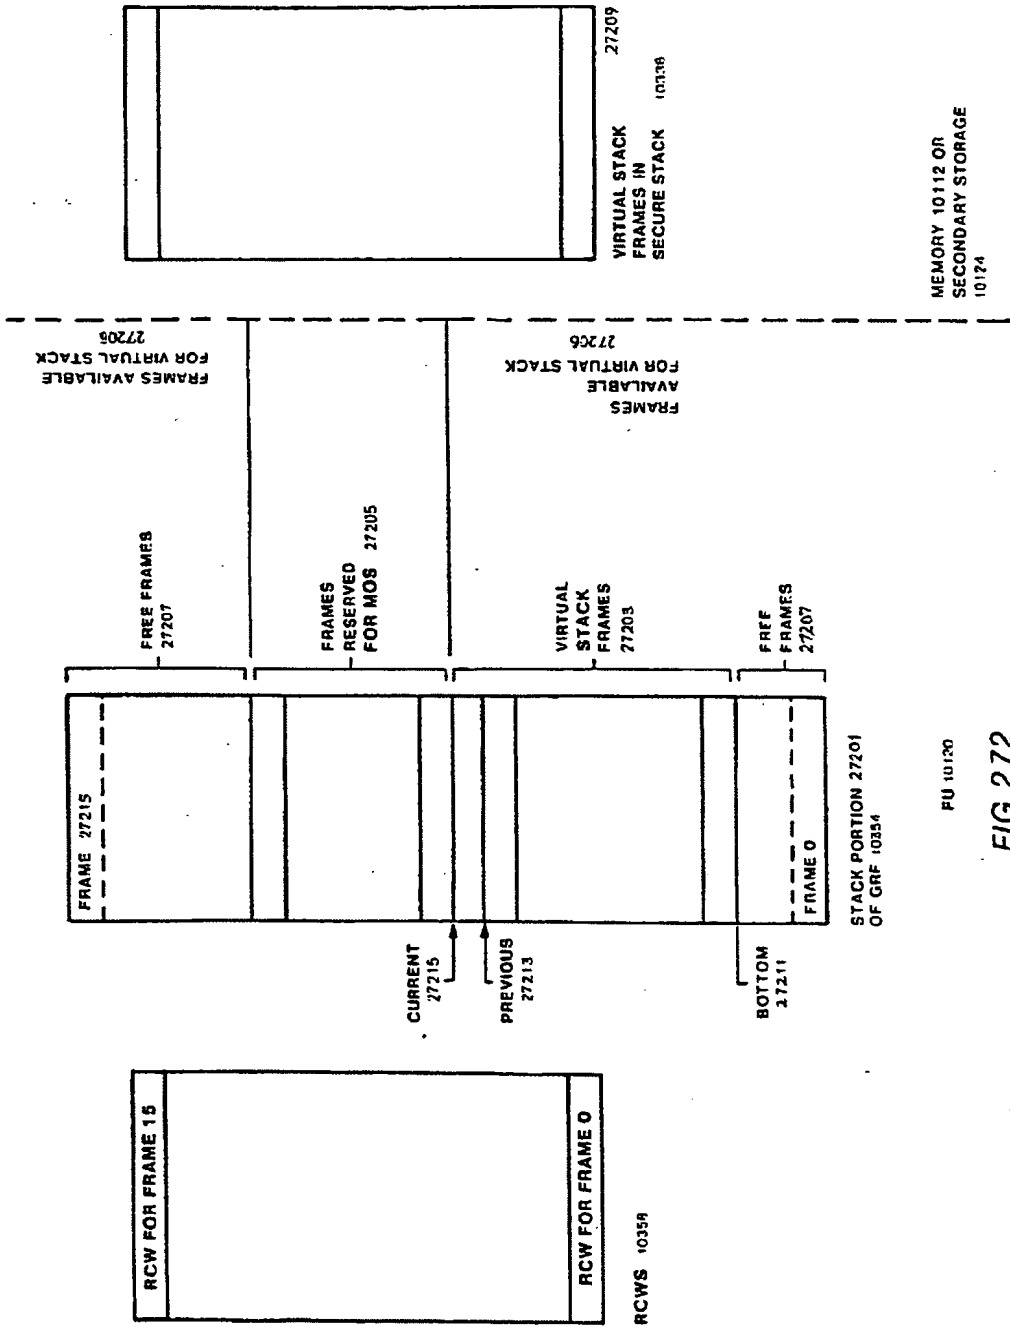 RCW FOR FRAME 15
RCW FOR FRAME 0
RCWS 10358
FRAME 27215
FRAME 0
CURRENT
27215
PREVIOUS
27213
BOTTOM
27211
STACK PORTION 27201
OF GRF 10354
FREE FRAMES
27207
FRAMES
RESERVED
FOR MOS 27205
VIRTUAL
STACK
FRAMES
27203
FREE
FRAMES
27207
FRAMES AVAILABLE
FOR VIRTUAL STACK
27206
FRAMES
AVAILABLE
FOR VIRTUAL STACK
27206
27209
VIRTUAL STACK
FRAMES IN
SECURE STACK 10336
MEMORY 10112 OR
SECONDARY STORAGE
10124
FU 10120
FIG 272